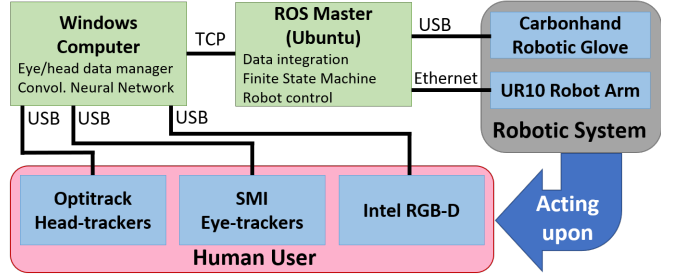 Windows
Computer
Eye/head data manager
Convol. Neural Network
TCP
ROS Master
(Ubuntu)
Data integration
Finite State Machine
Robot control
USB
Ethernet
Carbonhand
Robotic Glove
UR10 Robot Arm
Robotic System
USB
USB
USB
Optitrack
Head-trackers
SMI
Eye-trackers
Intel RGB-D
Human User
Acting
upon